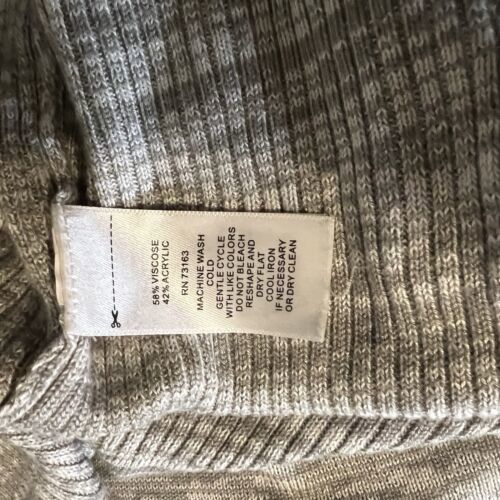 58% VISCOSE
42% ACRYLIC
RN 73163
MACHINE WASH
COLD
GENTLE CYCLE
WITH LIKE COLORS
DO NOT BLEACH
RESHAPE AND
DRY FLAT
COOL IRON
IF NECESSARY
OR DRY CLEAN